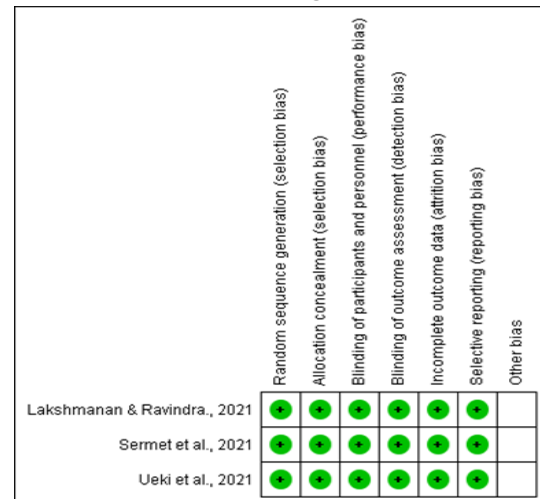 Random sequence generation (selection bias)
Allocation concealment (selection bias)
Blinding of participants and personnel (performance bias)
Blinding of outcome assessment (detection bias)
Incomplete outcome data (attrition bias)
Selective reporting (reporting bias)
Other bias
Lakshmanan & Ravindra., 2021 + + + + + +
Sermet et al., 2021 + + + + + +
Ueki et al., 2021 + + + + + +